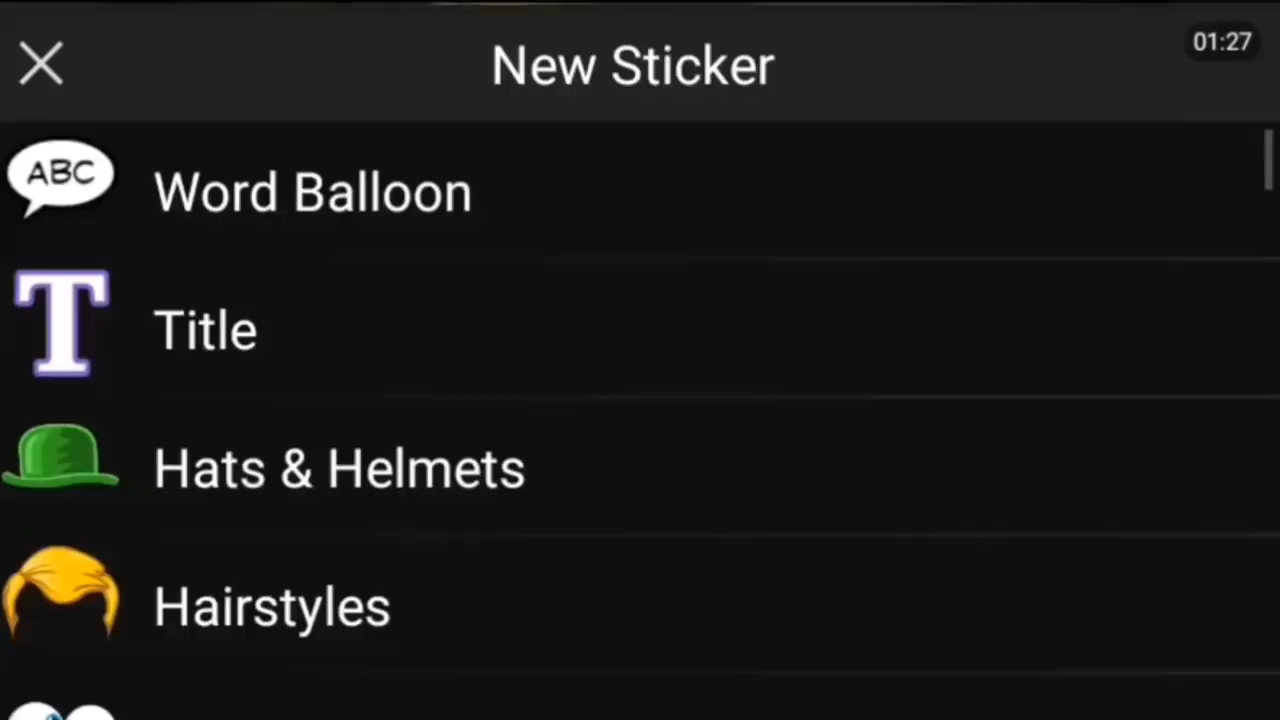 New Sticker
01:27
ABC
Word Balloon
T
Title
Hats & Helmets
Hairstyles